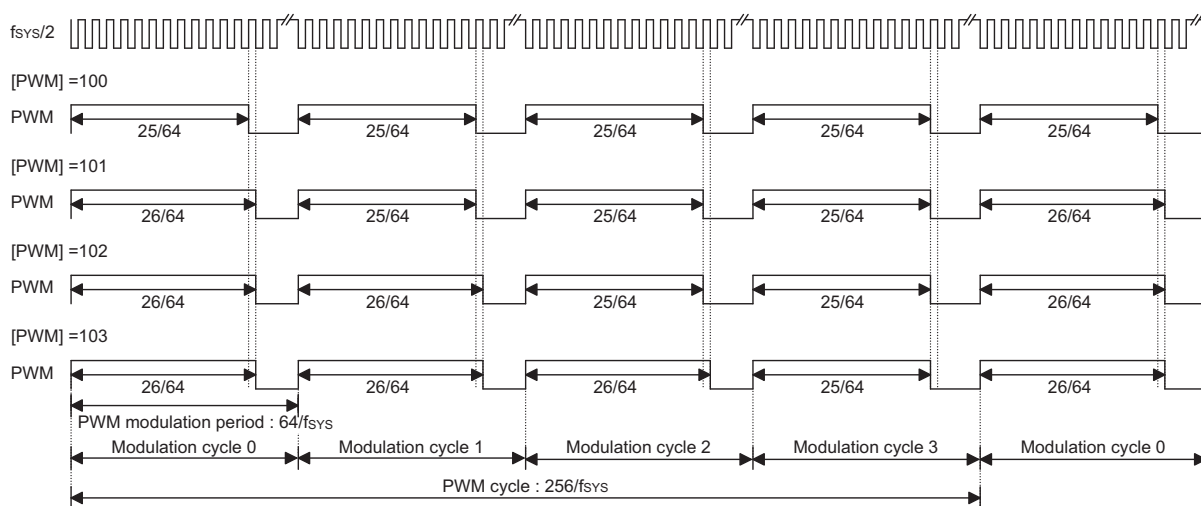 fSYS/2
[PWM] =100
PWM
25/64 25/64 25/64 25/64 25/64
[PWM] =101
PWM
26/64 25/64 25/64 25/64 26/64
[PWM] =102
PWM
26/64 26/64 25/64 25/64 26/64
[PWM] =103
PWM
26/64 26/64 26/64 25/64 26/64
PWM modulation period : 64/fSYS
Modulation cycle 0 Modulation cycle 1 Modulation cycle 2 Modulation cycle 3 Modulation cycle 0
PWM cycle : 256/fSYS